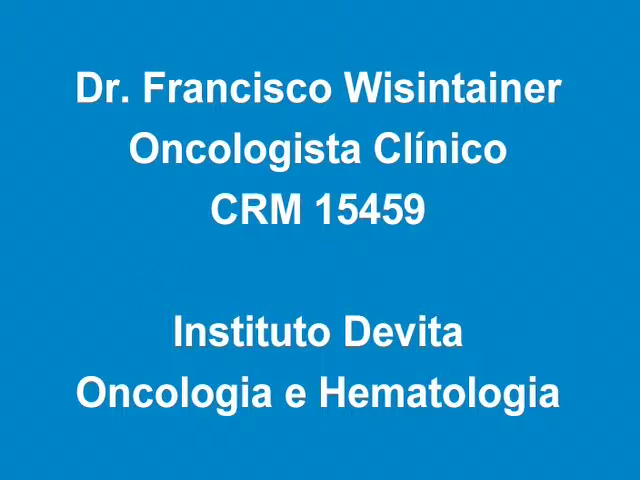 Dr. Francisco Wisintainer
Oncologista Clínico
CRM 15459
Instituto Devita
Oncologia e Hematologia